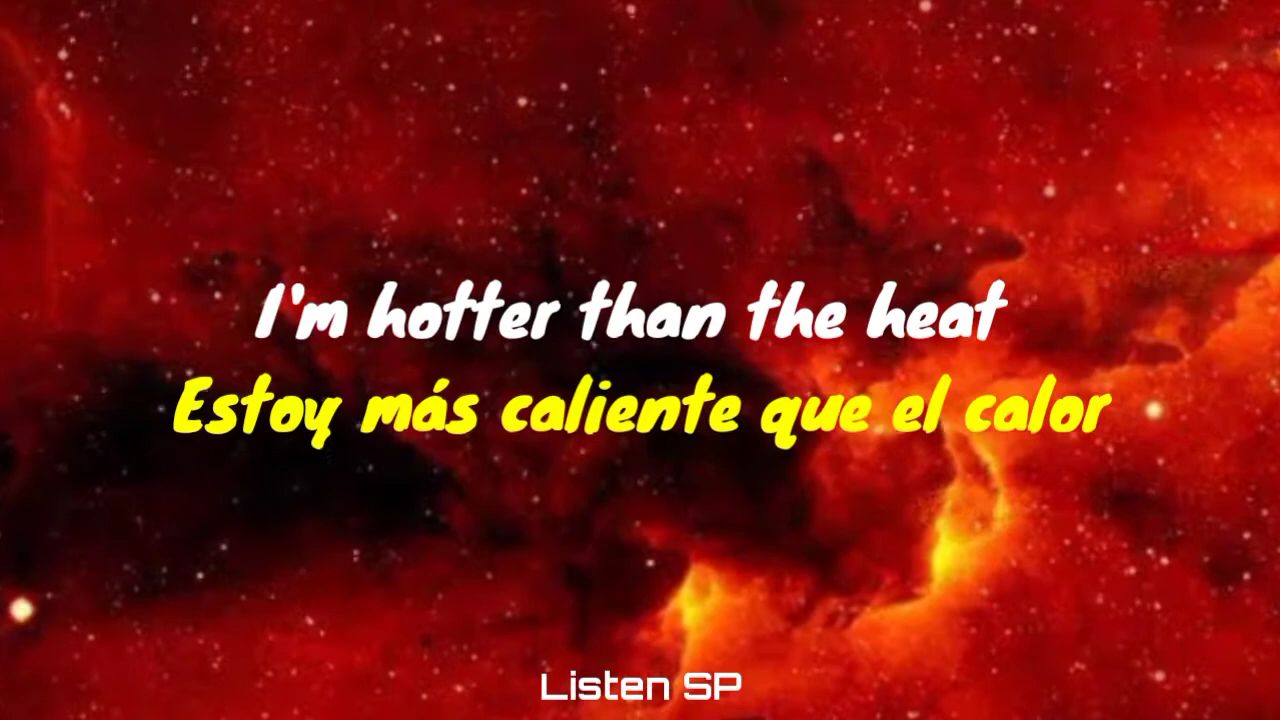 I'm hotter than the heat
Estoy más caliente que el calor
Listen SP